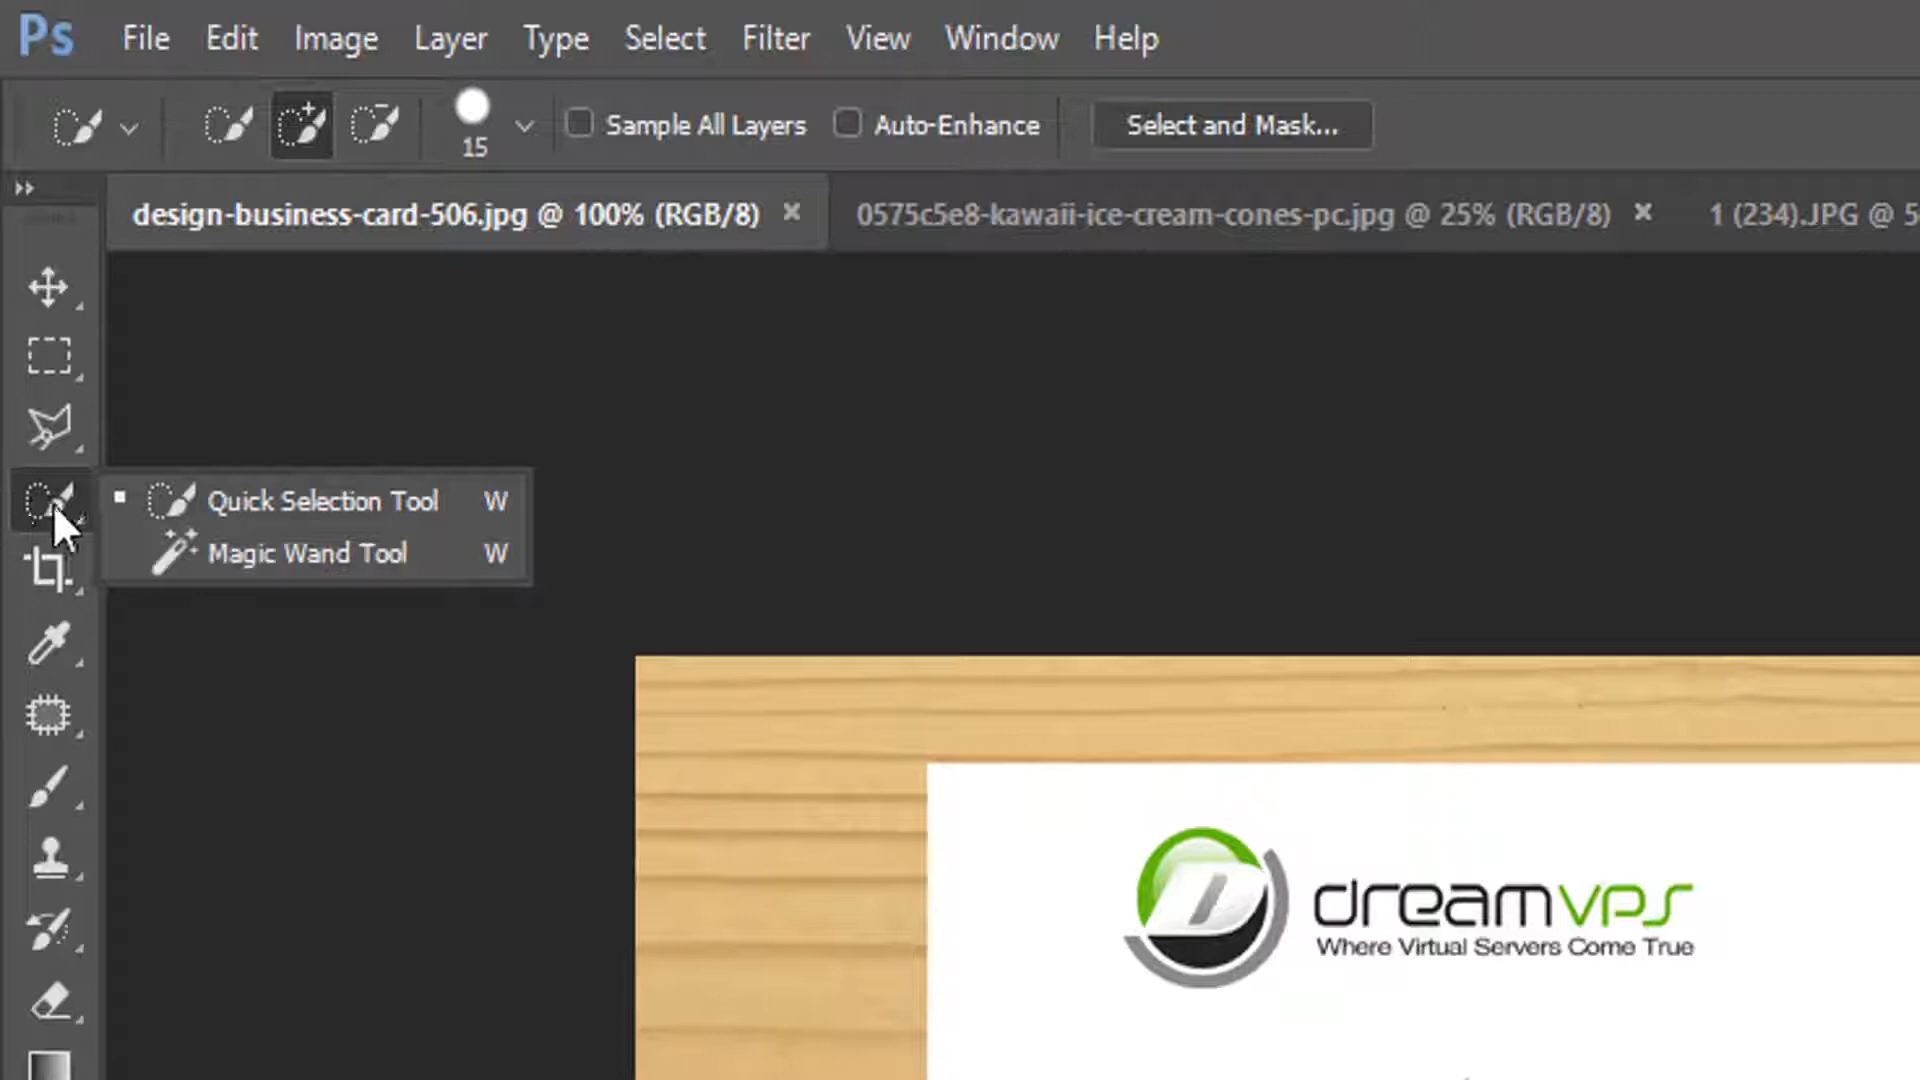 Ps File Edit Image Layer Type Select Filter View Window Help
15 Sample All Layers Auto-Enhance Select and Mask...
design-business-card-506.jpg @ 100% (RGB/8) × 0575c5e8-kawaii-ice-cream-cones-pc.jpg @ 25% (RGB/8) × 1 (234).JPG @ 5
Quick Selection Tool W
Magic Wand Tool W
dreamvps
Where Virtual Servers Come True